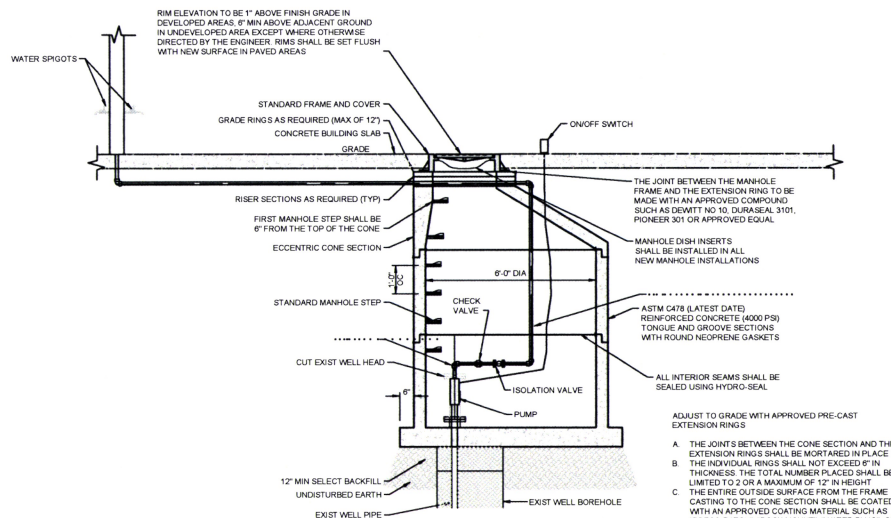 RIM ELEVATION TO BE 1" ABOVE FINISH GRADE IN
DEVELOPED AREAS, 6" MIN ABOVE ADJACENT GROUND
IN UNDEVELOPED AREA EXCEPT WHERE OTHERWISE
DIRECTED BY THE ENGINEER. RIMS SHALL BE SET FLUSH
WITH NEW SURFACE IN PAVED AREAS
WATER SPIGOTS
STANDARD FRAME AND COVER
GRADE RINGS AS REQUIRED (MAX OF 12")
CONCRETE BUILDING SLAB
GRADE
ON/OFF SWITCH
RISER SECTIONS AS REQUIRED (TYP)
FIRST MANHOLE STEP SHALL BE
6" FROM THE TOP OF THE CONE
ECCENTRIC CONE SECTION
THE JOINT BETWEEN THE MANHOLE
FRAME AND THE EXTENSION RING TO BE
MADE WITH AN APPROVED COMPOUND
SUCH AS DEWITT NO 10, DURASEAL 3101,
PIONEER 301 OR APPROVED EQUAL
MANHOLE DISH INSERTS
SHALL BE INSTALLED IN ALL
NEW MANHOLE INSTALLATIONS
1'-0"
OC
6'-0" DIA
STANDARD MANHOLE STEP
CHECK
VALVE
ASTM C478 (LATEST DATE)
REINFORCED CONCRETE (4000 PSI)
TONGUE AND GROOVE SECTIONS
WITH ROUND NEOPRENE GASKETS
CUT EXIST WELL HEAD
ISOLATION VALVE
ALL INTERIOR SEAMS SHALL BE
SEALED USING HYDRO-SEAL
6"
PUMP
ADJUST TO GRADE WITH APPROVED PRE-CAST
EXTENSION RINGS
A. THE JOINTS BETWEEN THE CONE SECTION AND THE
EXTENSION RINGS SHALL BE MORTARED IN PLACE
B. THE INDIVIDUAL RINGS SHALL NOT EXCEED 6" IN
THICKNESS. THE TOTAL NUMBER PLACED SHALL BE
LIMITED TO 2 OR A MAXIMUM OF 12" IN HEIGHT
C. THE ENTIRE OUTSIDE SURFACE FROM THE FRAME
CASTING TO THE CONE SECTION SHALL BE COATED
WITH AN APPROVED COATING MATERIAL SUCH AS
12" MIN SELECT BACKFILL
UNDISTURBED EARTH
EXIST WELL PIPE
EXIST WELL BOREHOLE